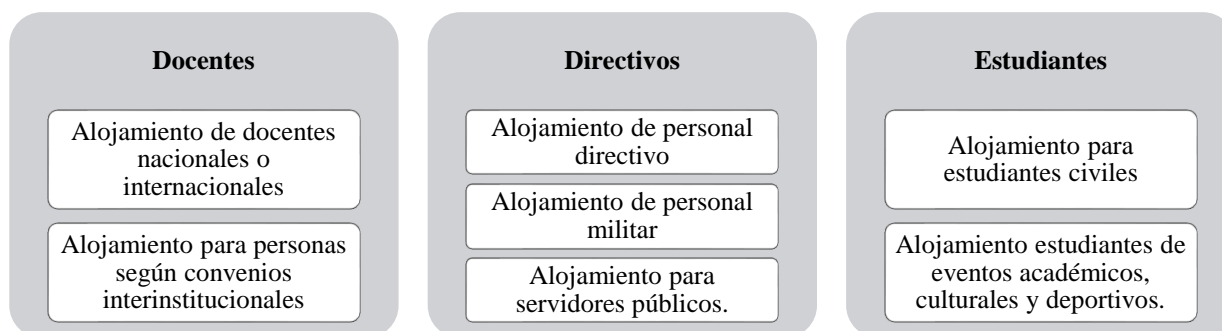 Docentes
Alojamiento de docentes
nacionales o
internacionales
Alojamiento para personas
según convenios
interinstitucionales
Directivos
Alojamiento de personal
directivo
Alojamiento de personal
militar
Alojamiento para
servidores públicos.
Estudiantes
Alojamiento para
estudiantes civiles
Alojamiento estudiantes de
eventos académicos,
culturales y deportivos.